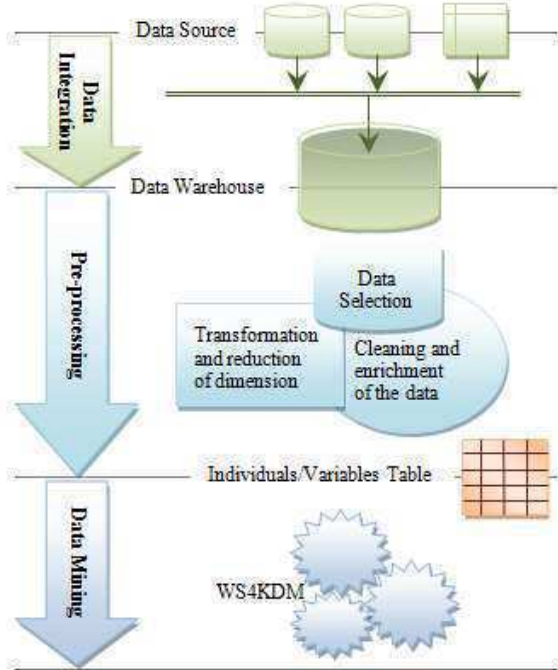 Data Source
Data
Integration
Data Warehouse
Pre-processing
Data
Selection
Transformation
and reduction
of dimension
Cleaning and
enrichment
of the data
Individuals/Variables Table
Data Mining
WS4KDM